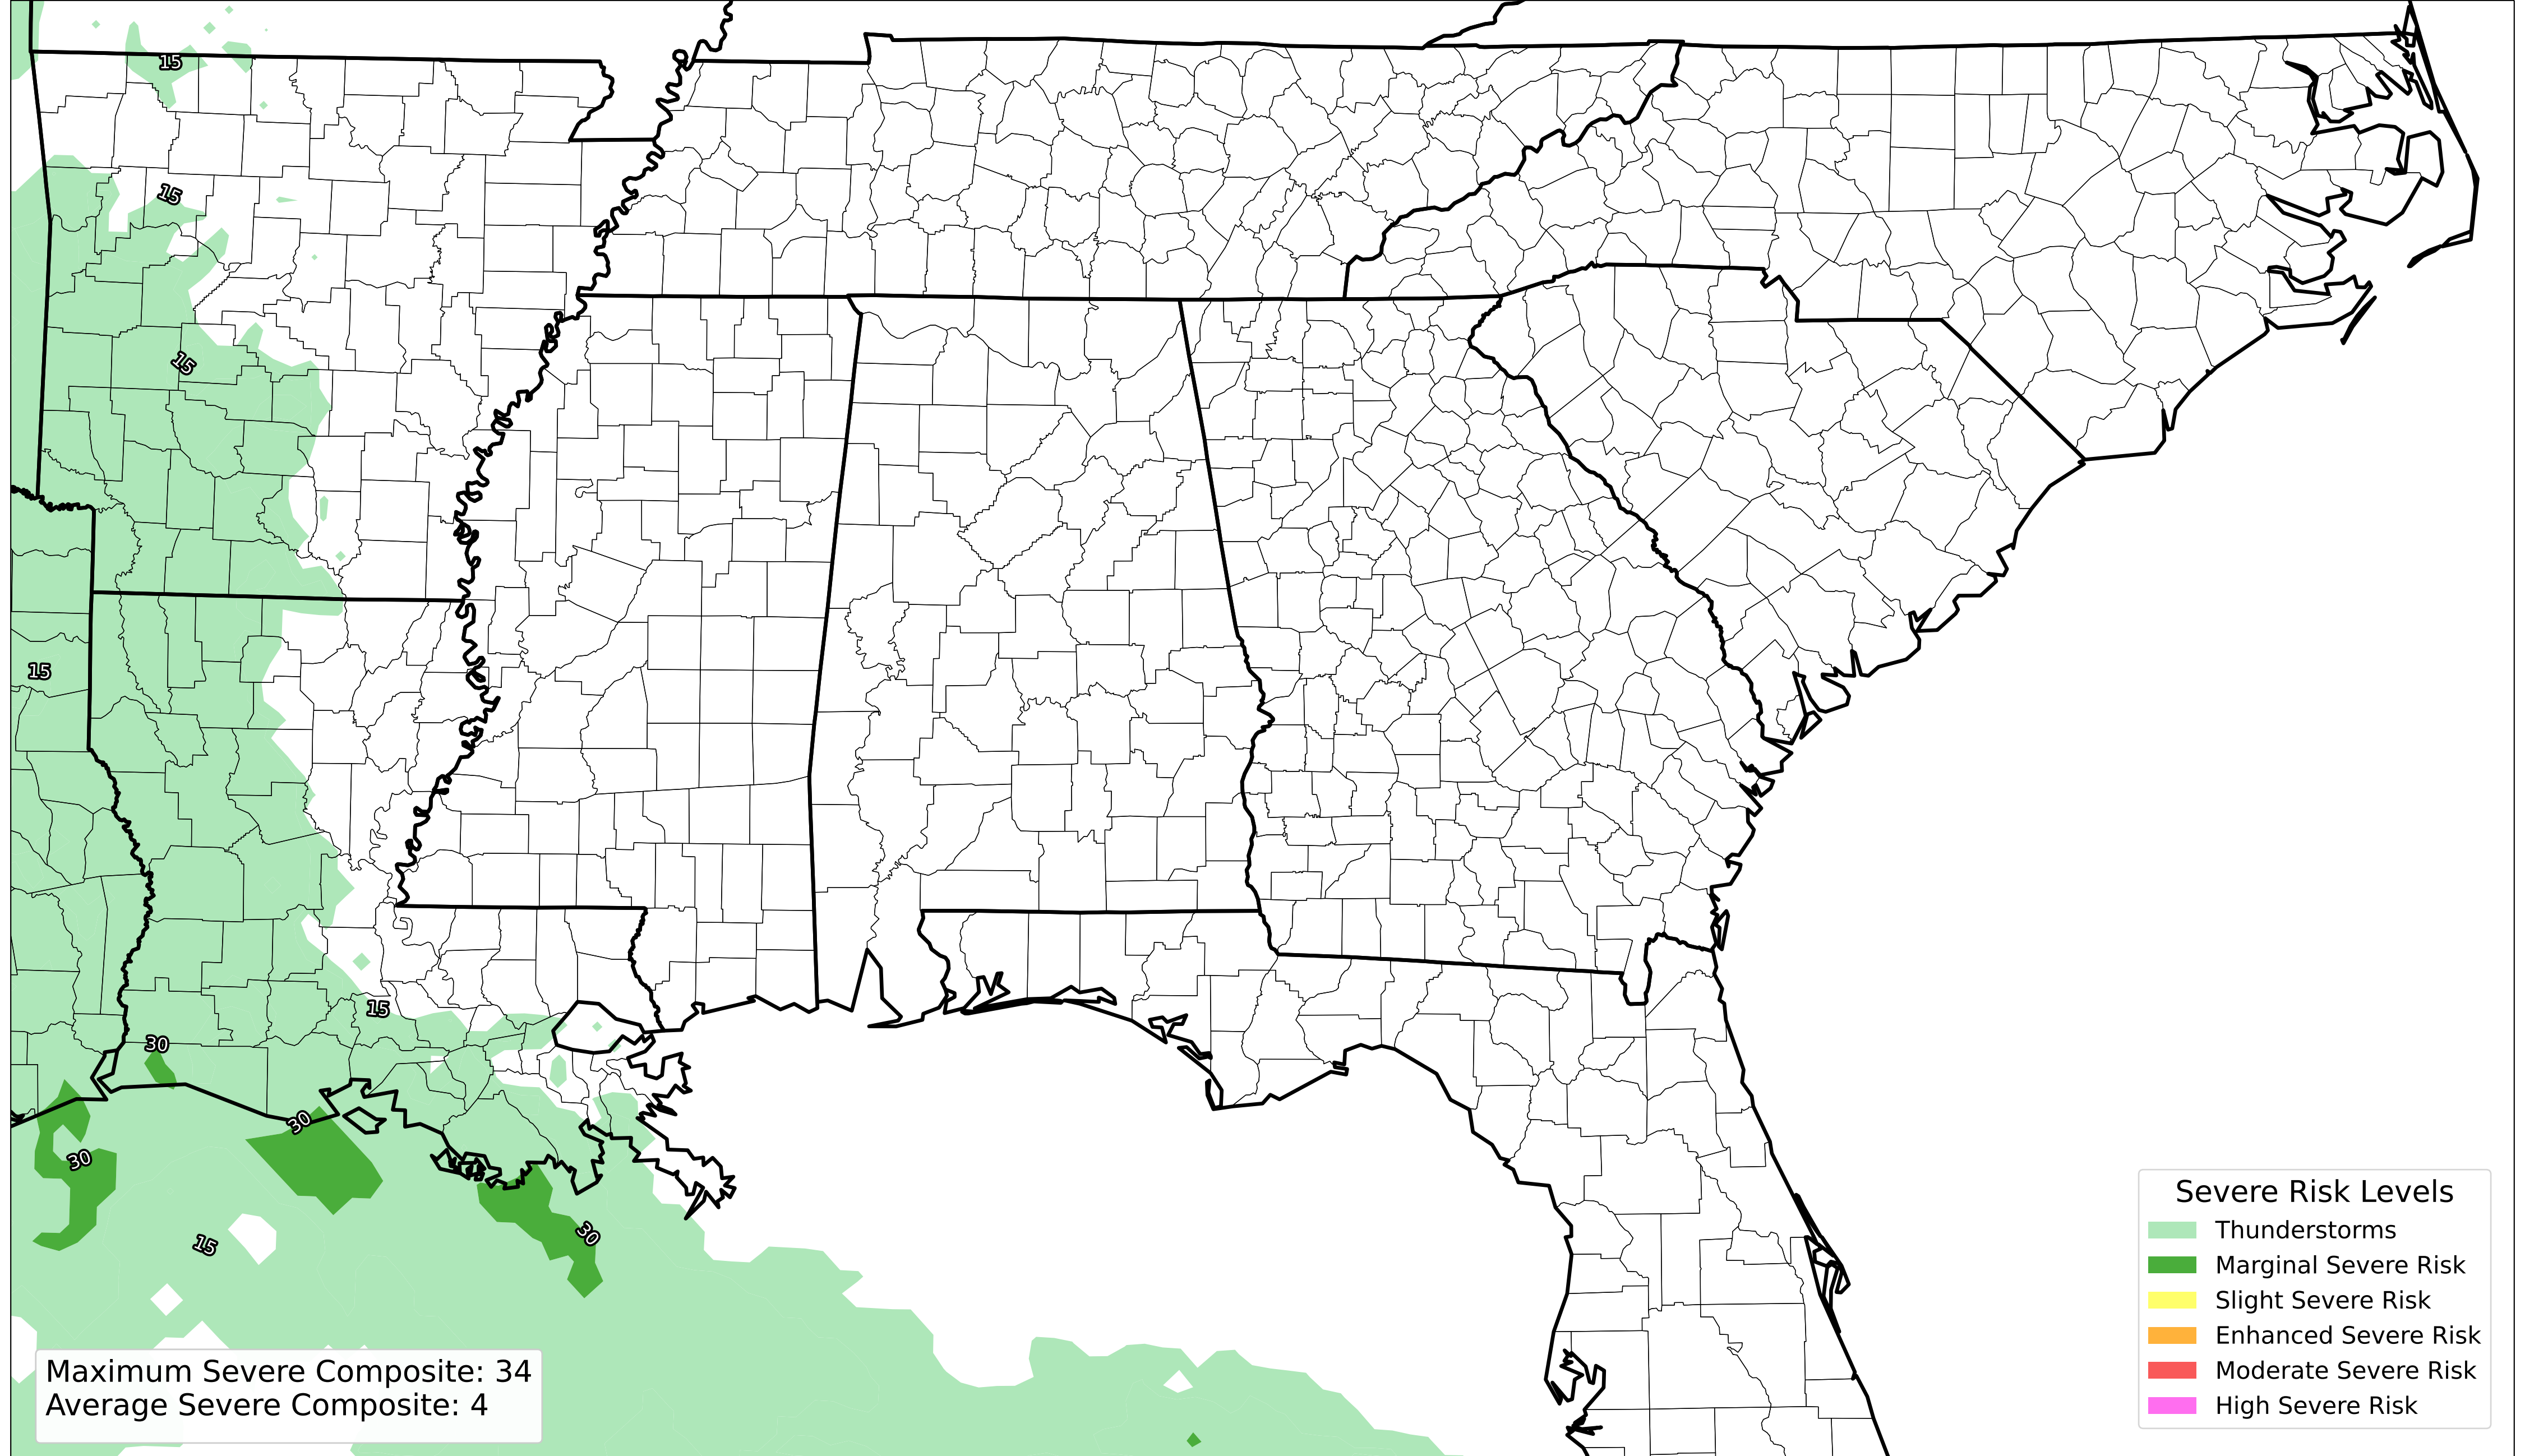 15
15
15
15
15
30
30
30
30
15
Severe Risk Levels
Thunderstorms
Marginal Severe Risk
Slight Severe Risk
Enhanced Severe Risk
Moderate Severe Risk
High Severe Risk
Maximum Severe Composite: 34
Average Severe Composite: 4